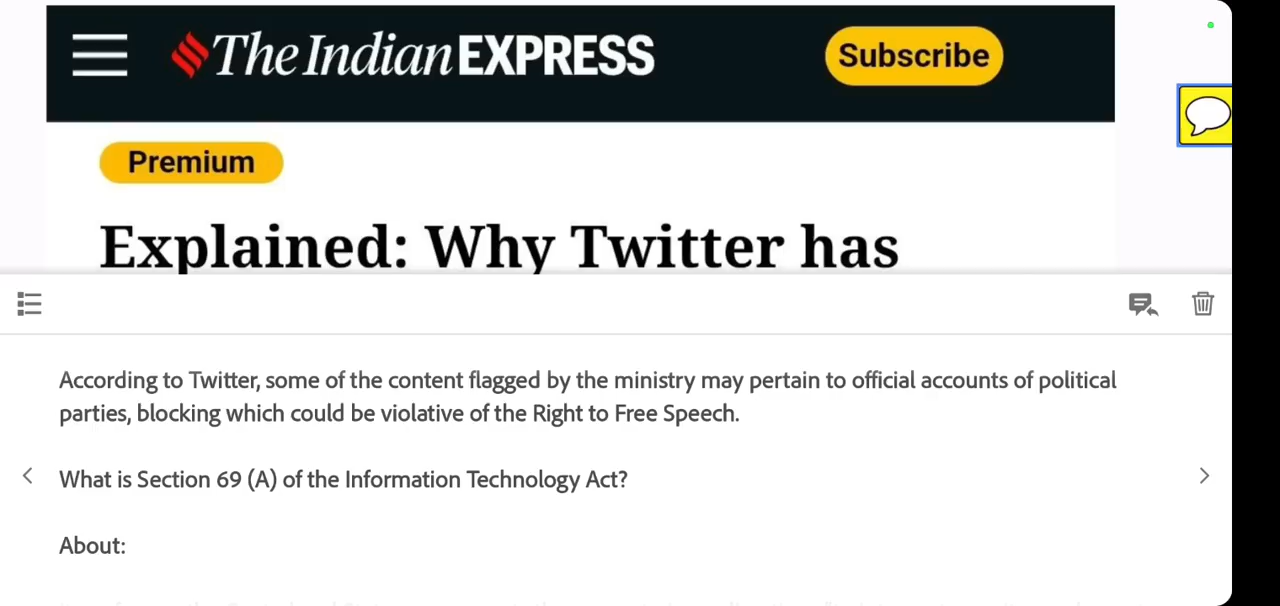 The Indian EXPRESS
Subscribe
Premium
Explained: Why Twitter has
According to Twitter, some of the content flagged by the ministry may pertain to official accounts of political
parties, blocking which could be violative of the Right to Free Speech.
What is Section 69 (A) of the Information Technology Act?
About: